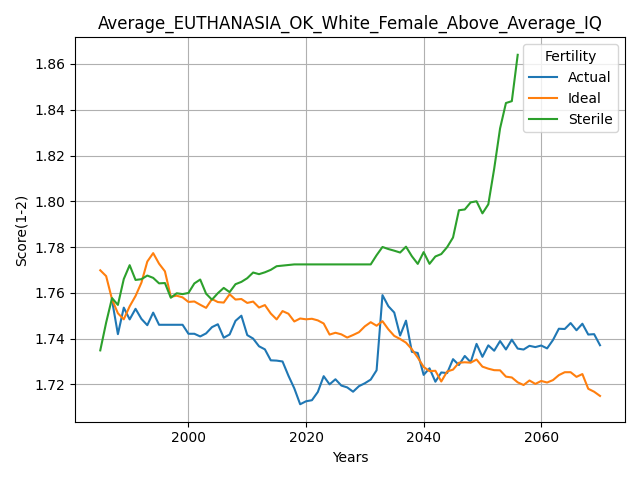 Average_EUTHANASIA_OK_White_Female_Above_Average_IQ
Fertility
Actual
Ideal
Sterile
Score(1-2)
1.86
1.84
1.82
1.80
1.78
1.76
1.74
1.72
2000
2020
2040
2060
Years